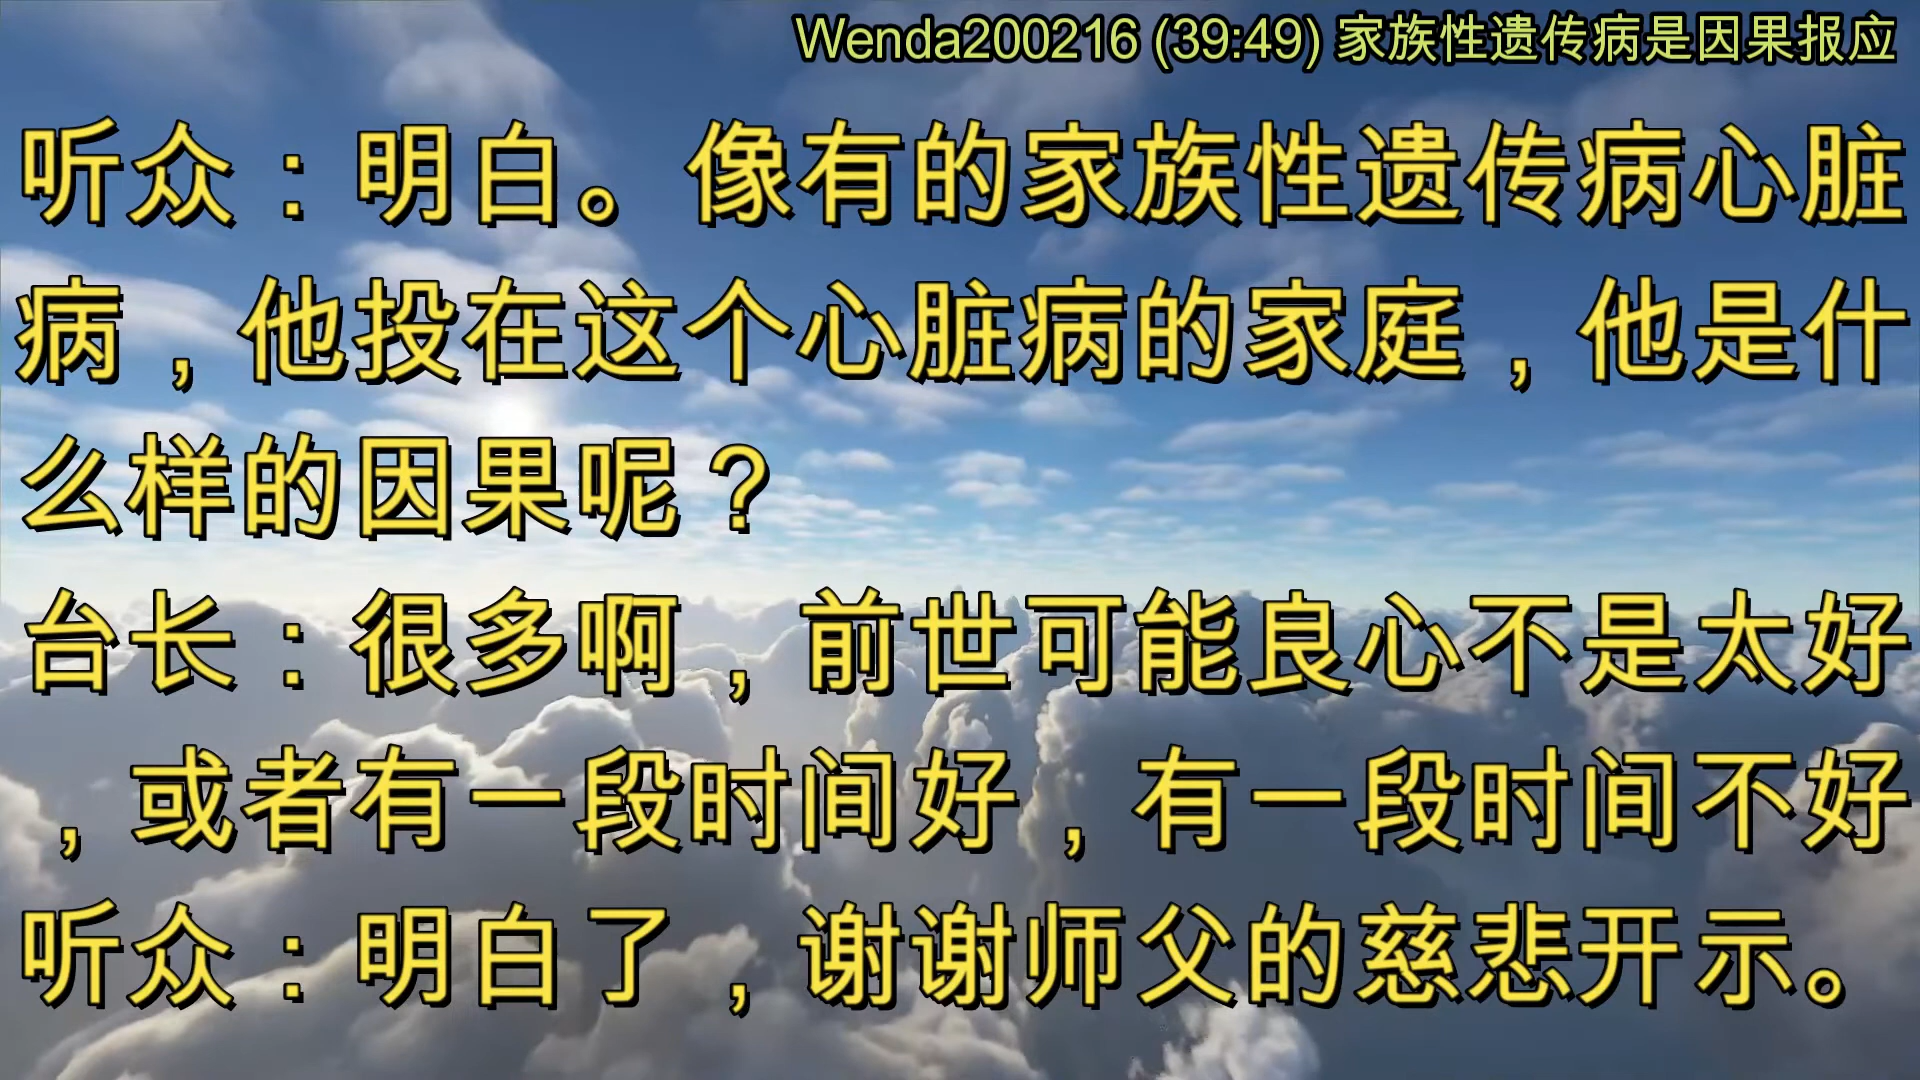 Wenda200216 (39:49) 家族性遗传病是因果报应
听众：明白。像有的家族性遗传病心脏
病，他投在这个心脏病的家庭，他是什
么样的因果呢？
台长：很多啊，前世可能良心不是太好
，或者有一段时间好，有一段时间不好
听众：明白了，谢谢师父的慈悲开示。